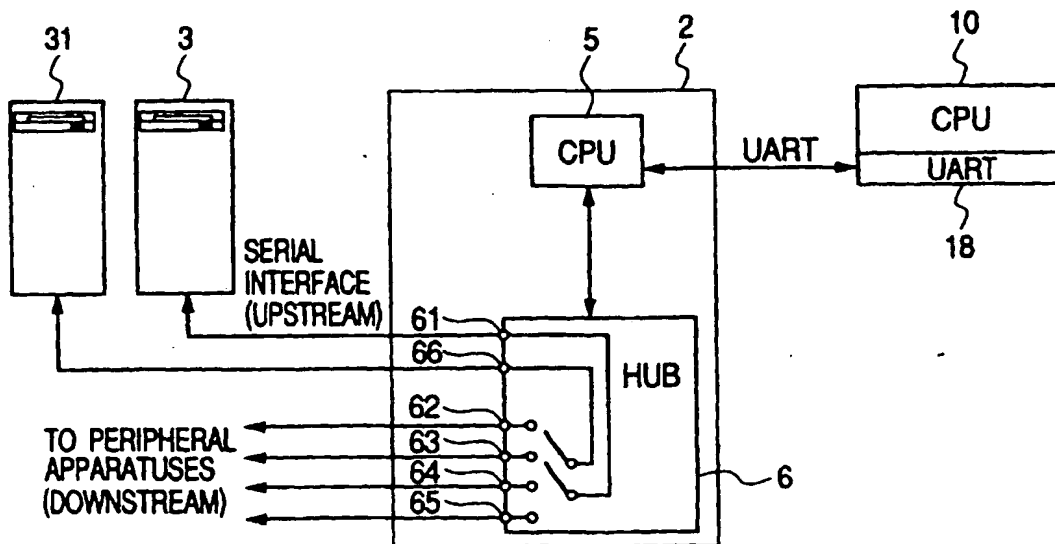 31
3
2
5
10
CPU
UART
CPU
UART
18
SERIAL
INTERFACE
(UPSTREAM)
61
66
HUB
62
63
64
65
TO PERIPHERAL
APPARATUSES
(DOWNSTREAM)
6